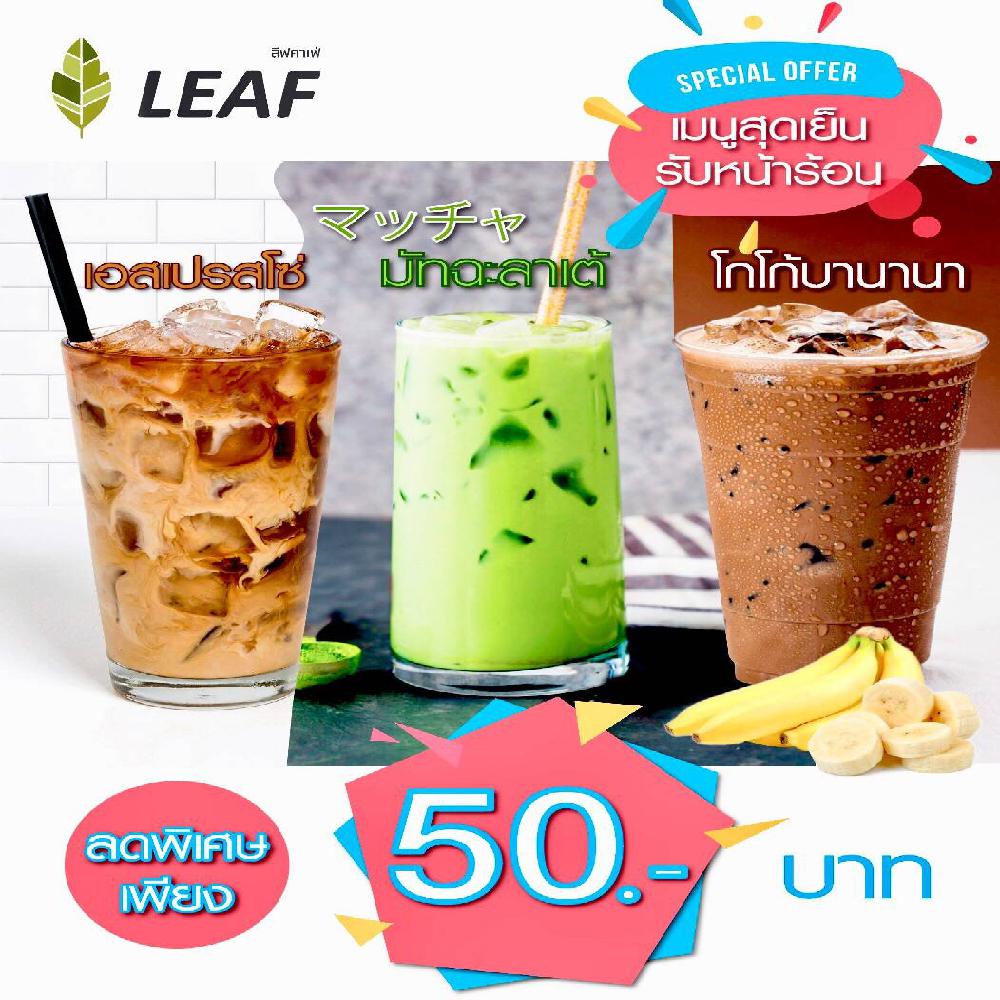 ลีฟคาเฟ่
LEAF
SPECIAL OFFER
เมนูสุดเย็น
รับหน้าร้อน
マッチャ
เอสเปรสโซ่
มัทฉะลาเต้
โกโก้บานานา
ลดพิเศษ
เพียง
50.-
บาท